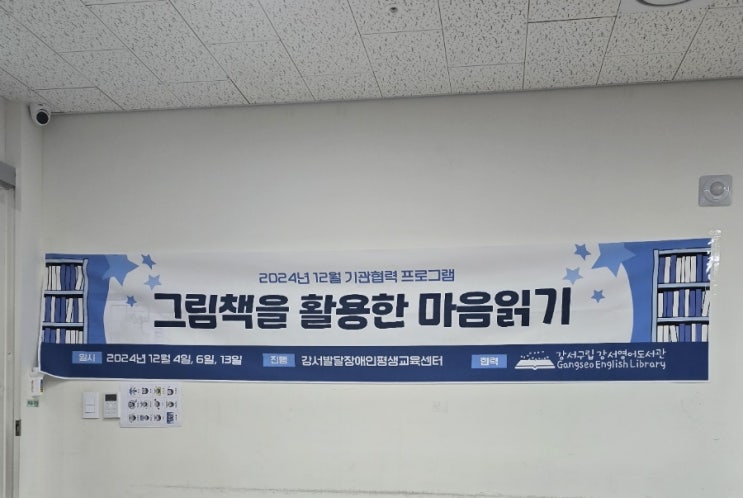 2024년 12월 기관협력 프로그램
그림책을 활용한 마음읽기
일시 2024년 12월 4일, 6일, 13일 진행 강서발달장애인평생교육센터 협력 강서구립 강서영어도서관
Gangseo English Library